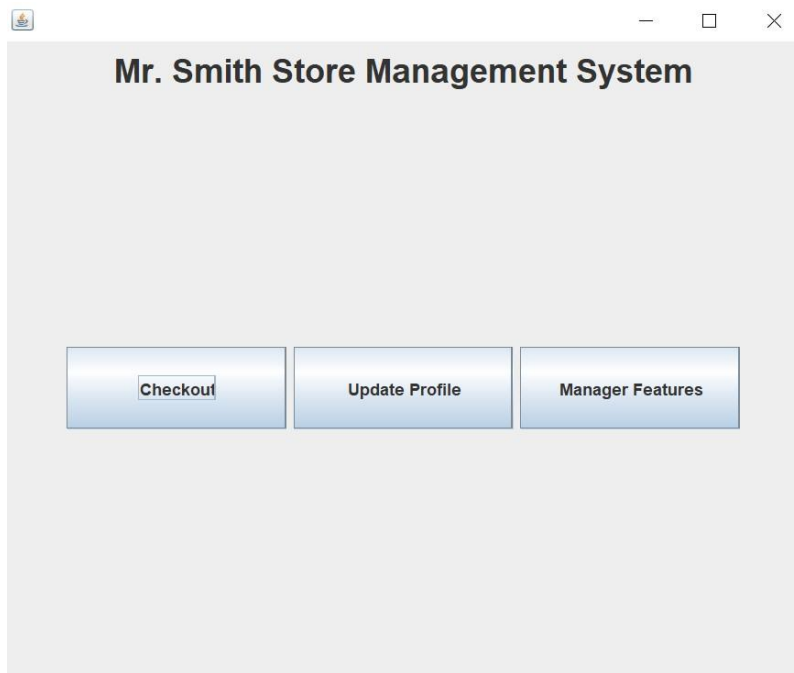 Mr. Smith Store Management System
Checkout
Update Profile
Manager Features